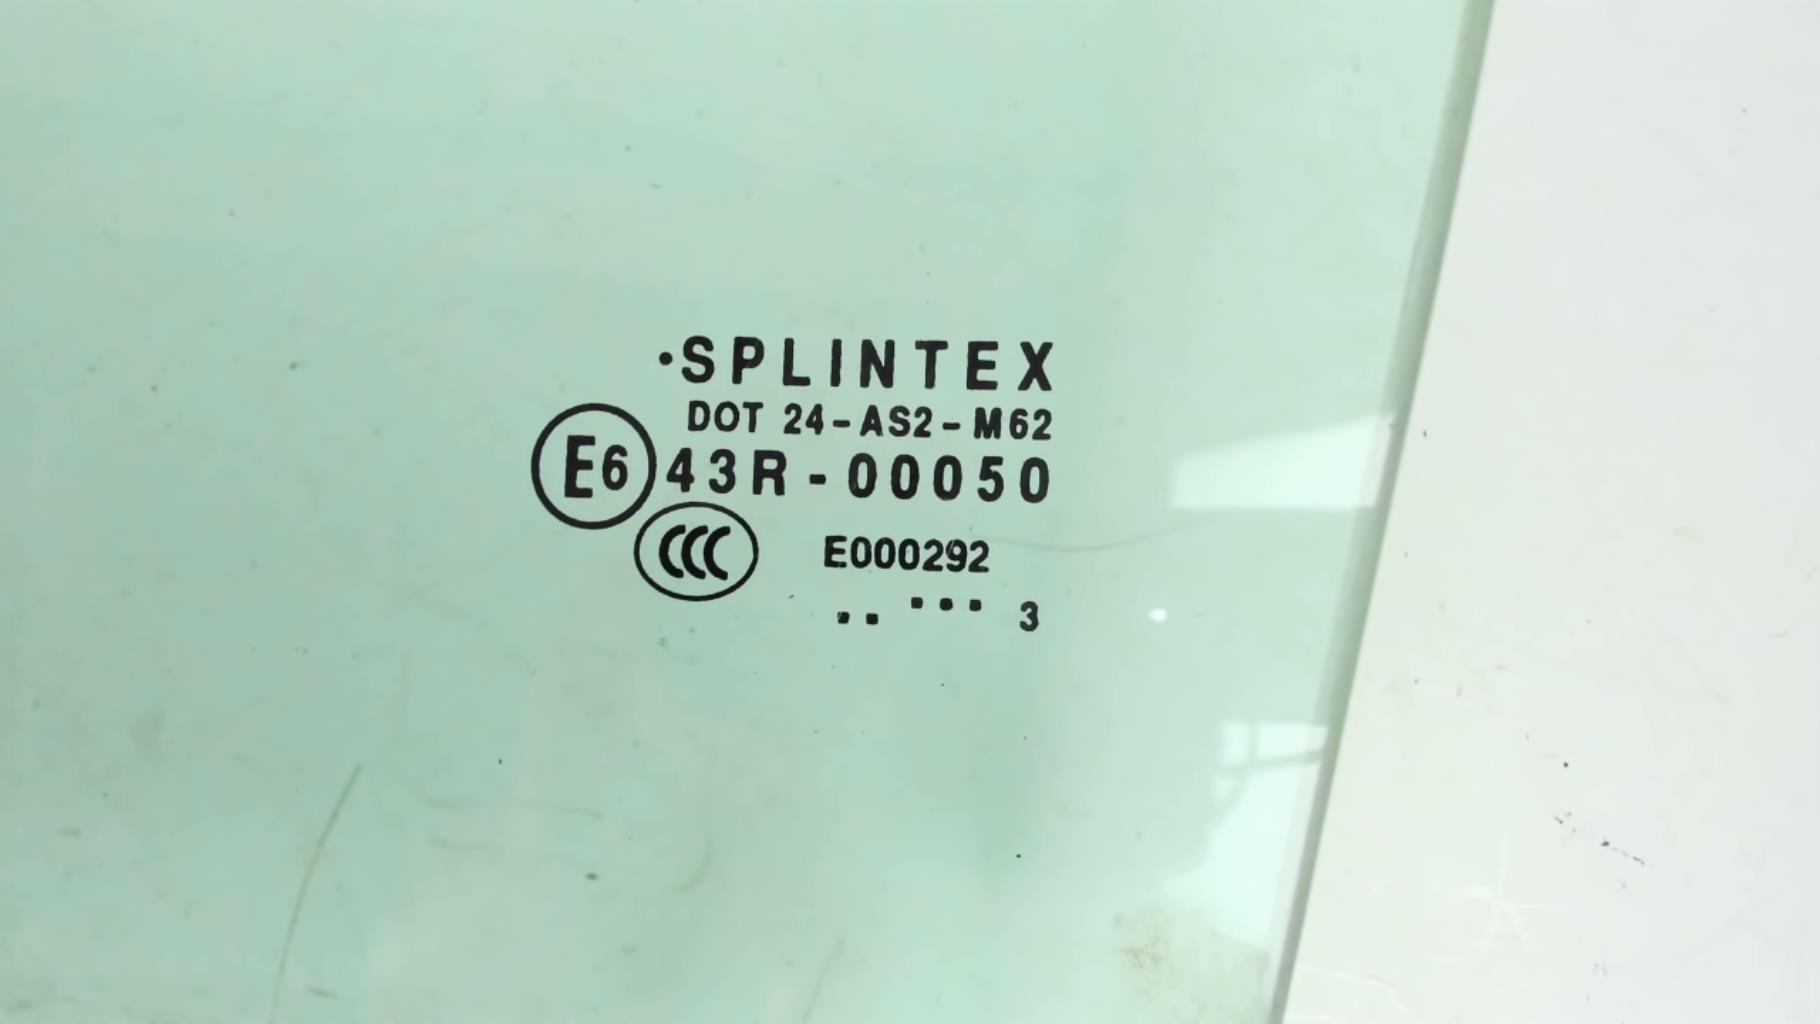 ·SPLINTEX
DOT 24-AS2-M62
E6 43R-00050
CCC E000292
.. ... 3